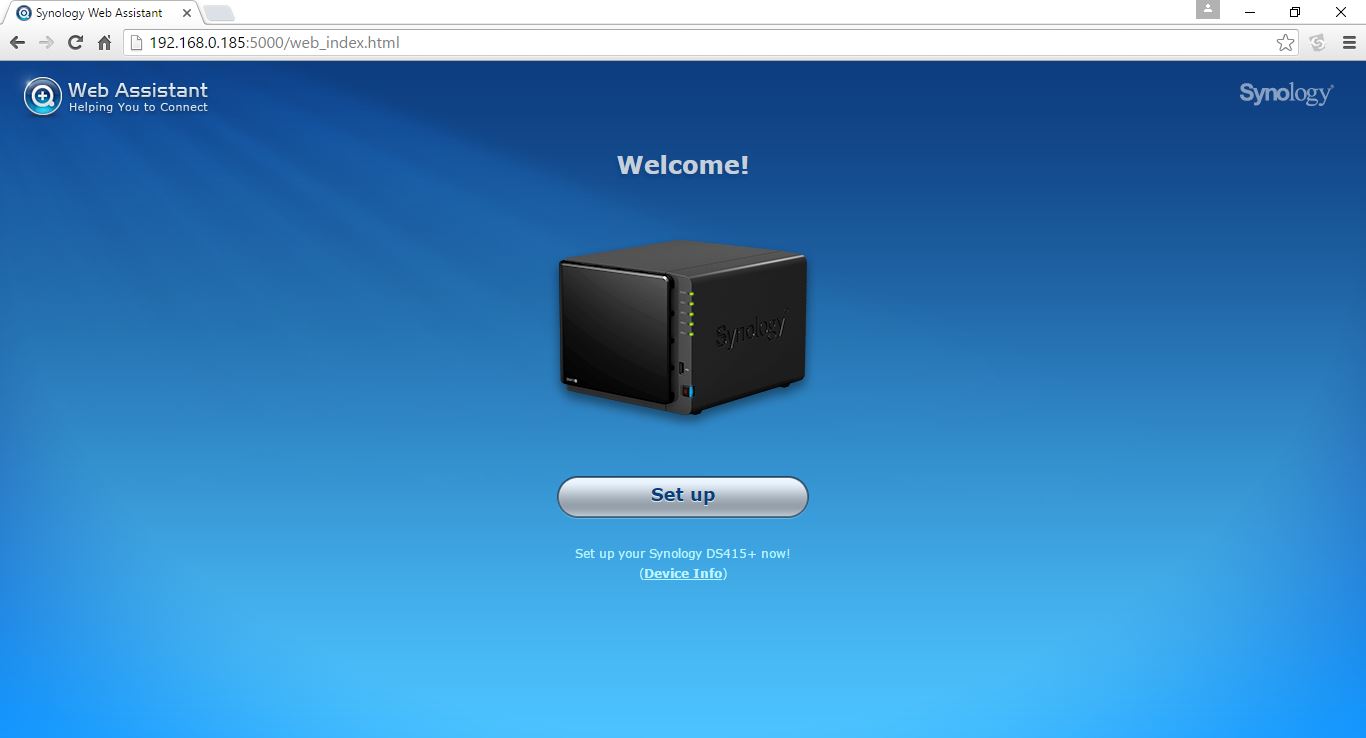 Synology Web Assistant
192.168.0.185:5000/web_index.html
Web Assistant
Helping You to Connect
Synology
Welcome!
Synology
Set up
Set up your Synology DS415+ now!
(Device Info)